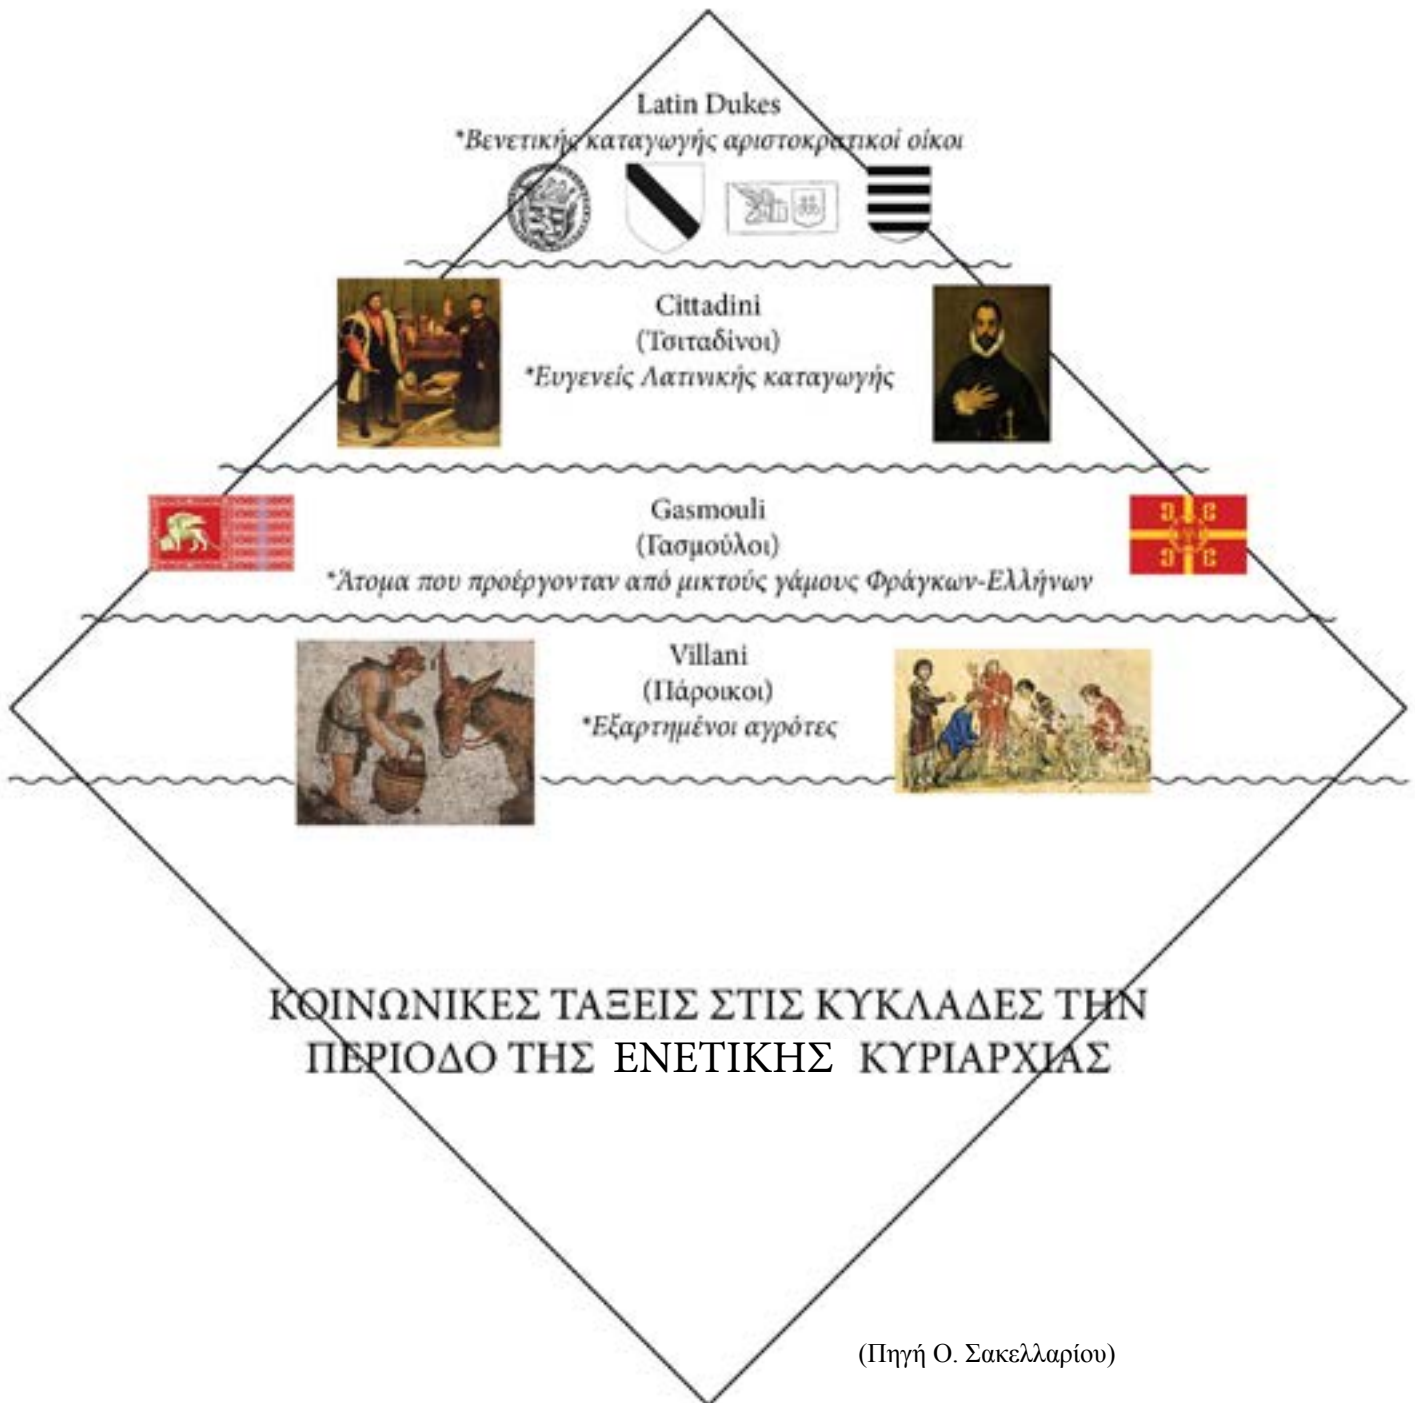 Latin Dukes
*Βενετικής καταγωγής αριστοκρατικοί οίκοι
Cittadini
(Τσιταδίνοι)
*Ευγενείς Λατινικής καταγωγής
Gasmouli
(Γασμούλοι)
*Άτομα που προέργονταν από μικτούς γάμους Φράγκων-Ελλήνων
Villani
(Πάροικοι)
*Εξαρτημένοι αγρότες
ΚΟΙΝΩΝΙΚΕΣ ΤΑΞΕΙΣ ΣΤΙΣ ΚΥΚΛΑΔΕΣ ΤΗΝ
ΠΕΡΙΟΔΟ ΤΗΣ ΕΝΕΤΙΚΗΣ ΚΥΡΙΑΡΧΙΑΣ
(Πηγή Ο. Σακελλαρίου)